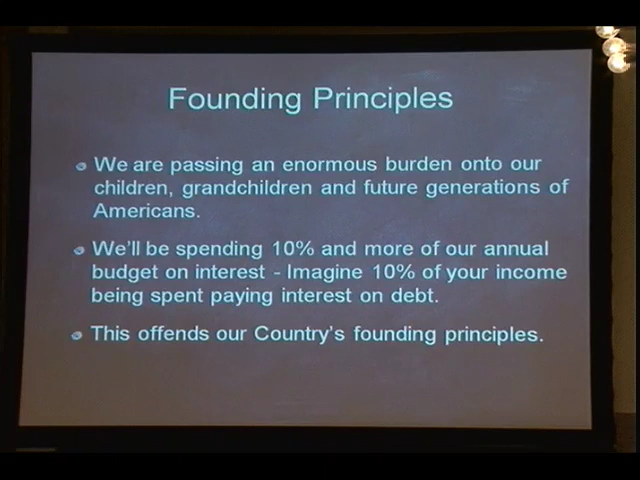 Founding Principles
We are passing an enormous burden onto our
children, grandchildren and future generations of
Americans.
We'll be spending 10% and more of our annual
budget on interest - Imagine 10% of your income
being spent paying interest on debt.
This offends our Country's founding principles.